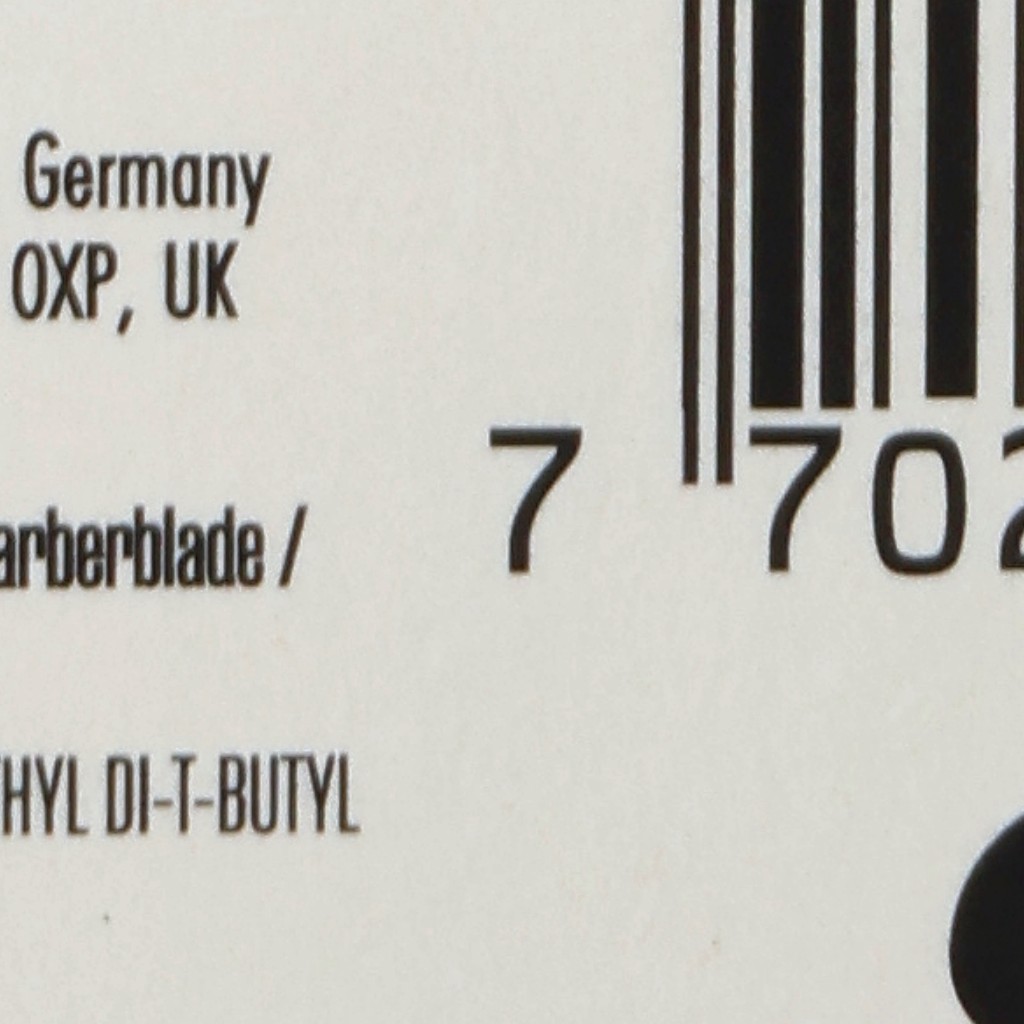 Germany
OXP, UK
7 702
arberblade /
HYL DI-T-BUTYL